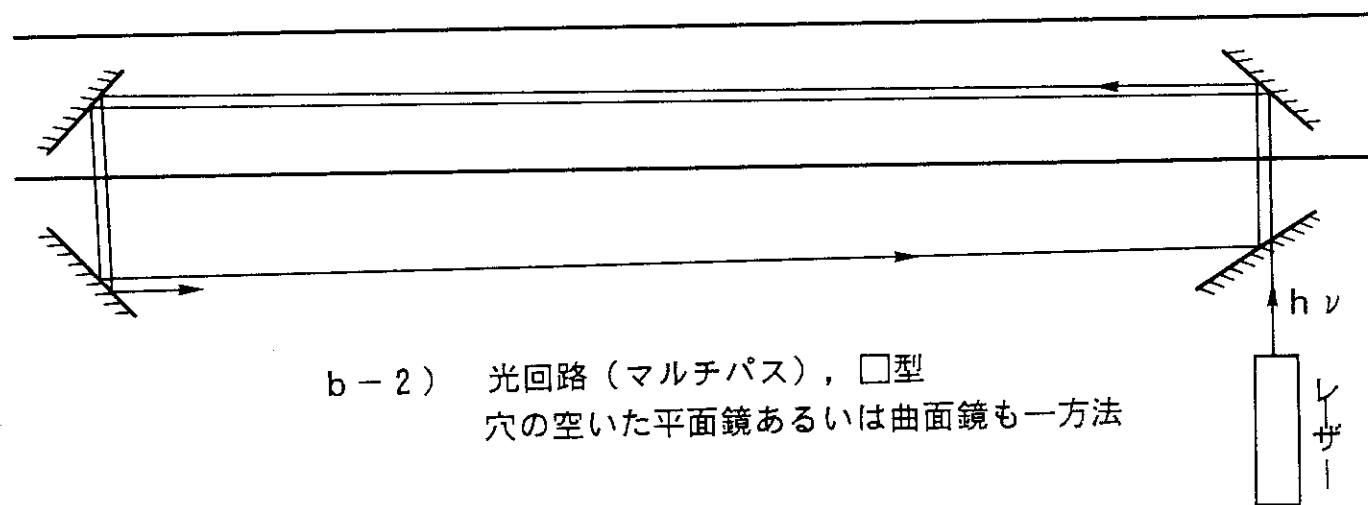 hν
b－2） 光回路（マルチパス），□型
穴の空いた平面鏡あるいは曲面鏡も一方法
レーザー